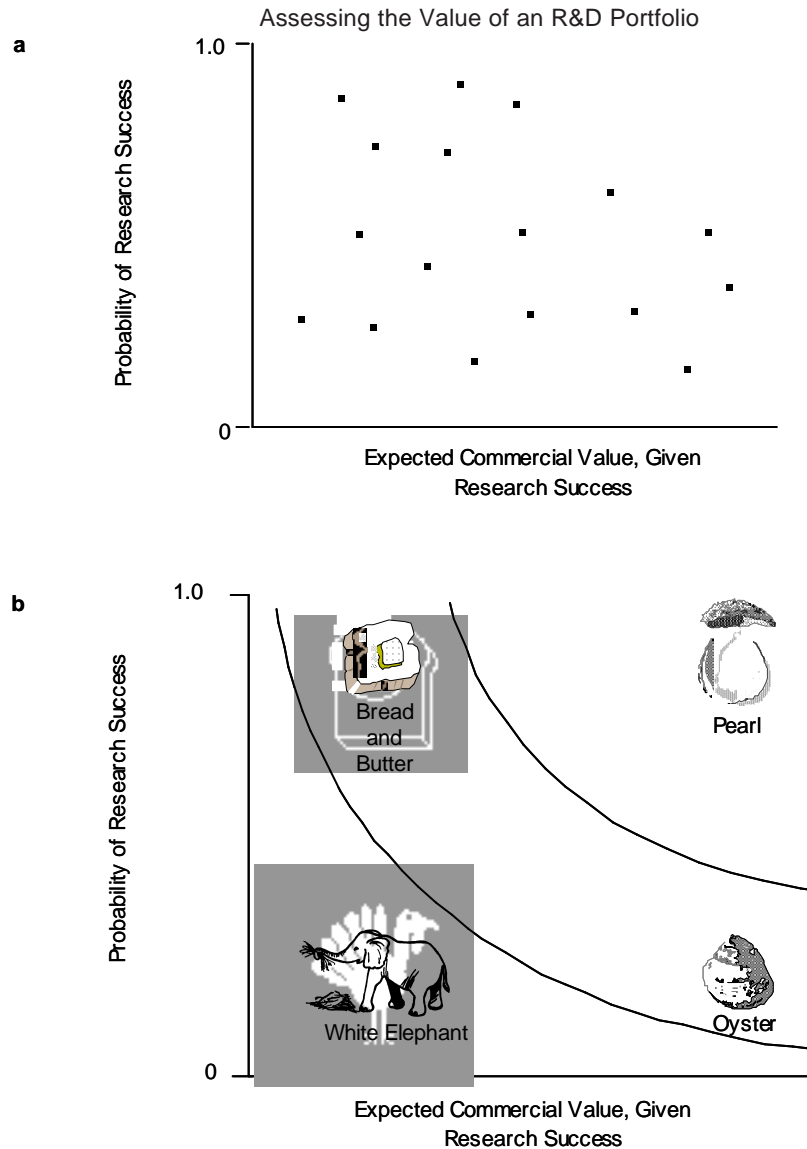 Assessing the Value of an R&D Portfolio
a
1.0
Probability of Research Success
0
Expected Commercial Value, Given
Research Success
b
1.0
Probability of Research Success
Bread
and
Butter
Pearl
White Elephant
Oyster
0
Expected Commercial Value, Given
Research Success